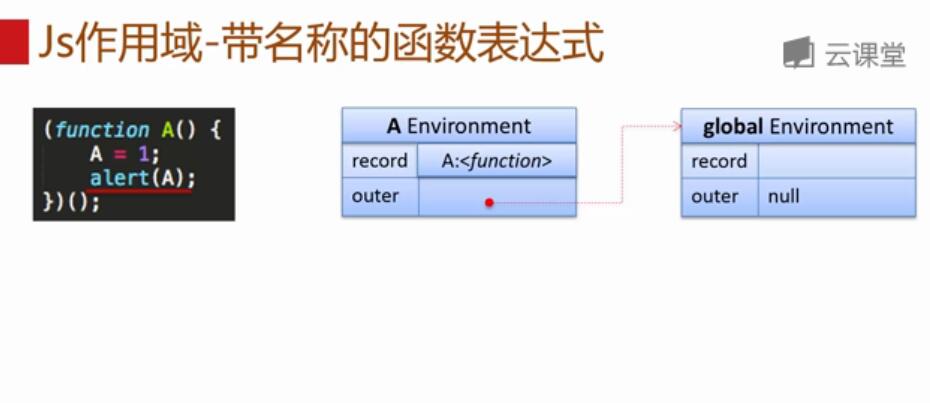 Js作用域-带名称的函数表达式
云课堂
(function A() {
A = 1;
alert(A);
})();
A Environment
record A:<function>
outer
global Environment
record
outer null